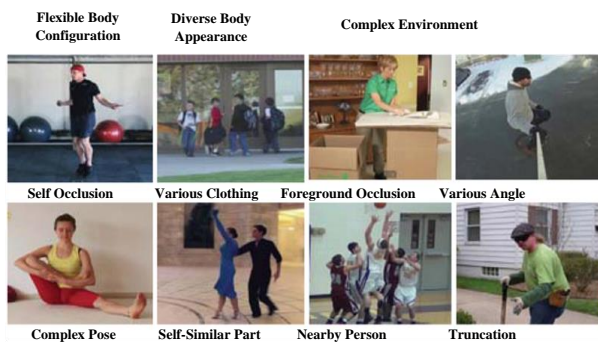 Flexible Body Configuration
Diverse Body Appearance
Complex Environment
Self Occlusion
Various Clothing
Foreground Occlusion
Various Angle
Complex Pose
Self-Similar Part
Nearby Person
Truncation